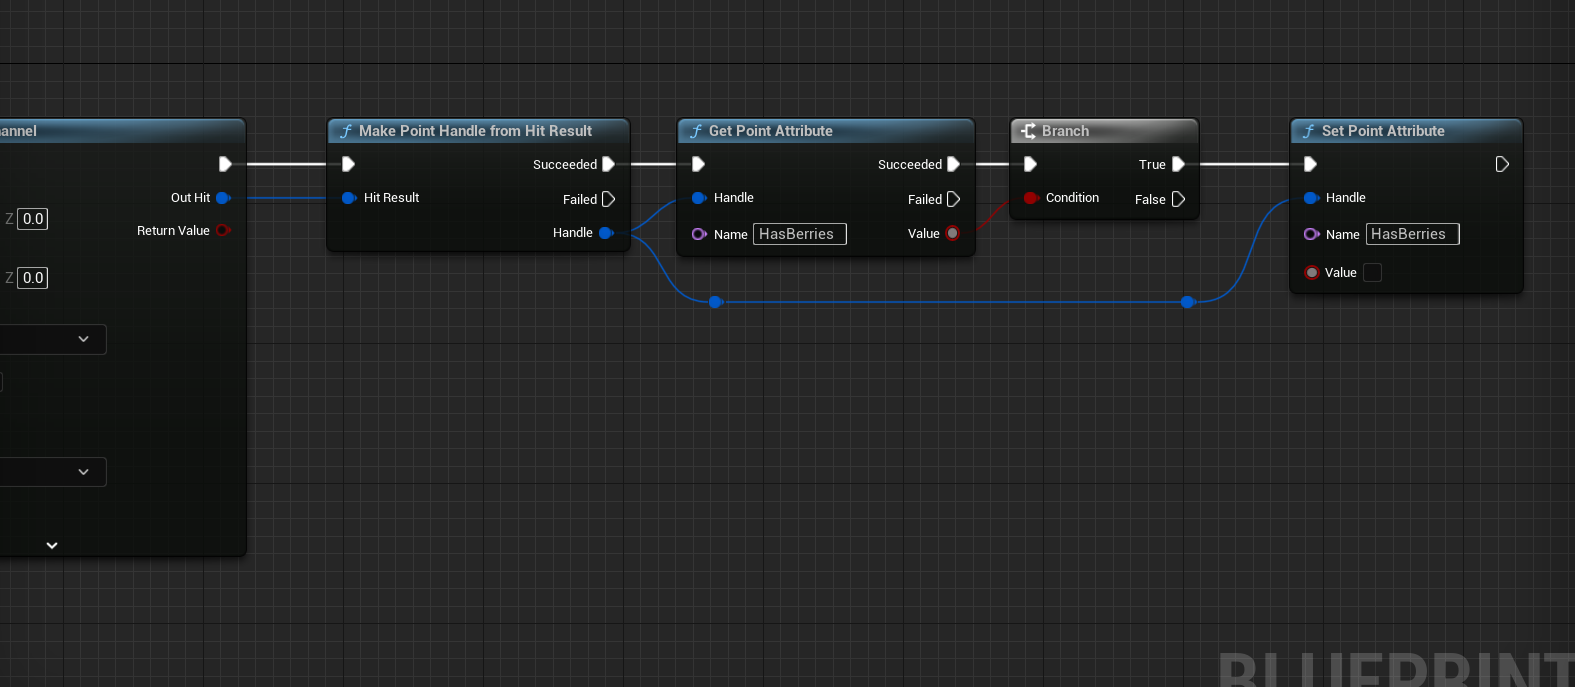 annel
Out Hit
Z 0.0
Return Value
Z 0.0
Make Point Handle from Hit Result
Succeeded
Hit Result
Failed
Handle
Get Point Attribute
Succeeded
Handle
Failed
Name HasBerries
Value
Branch
True
Condition
False
Set Point Attribute
Handle
Name HasBerries
Value
BLUEPRINT